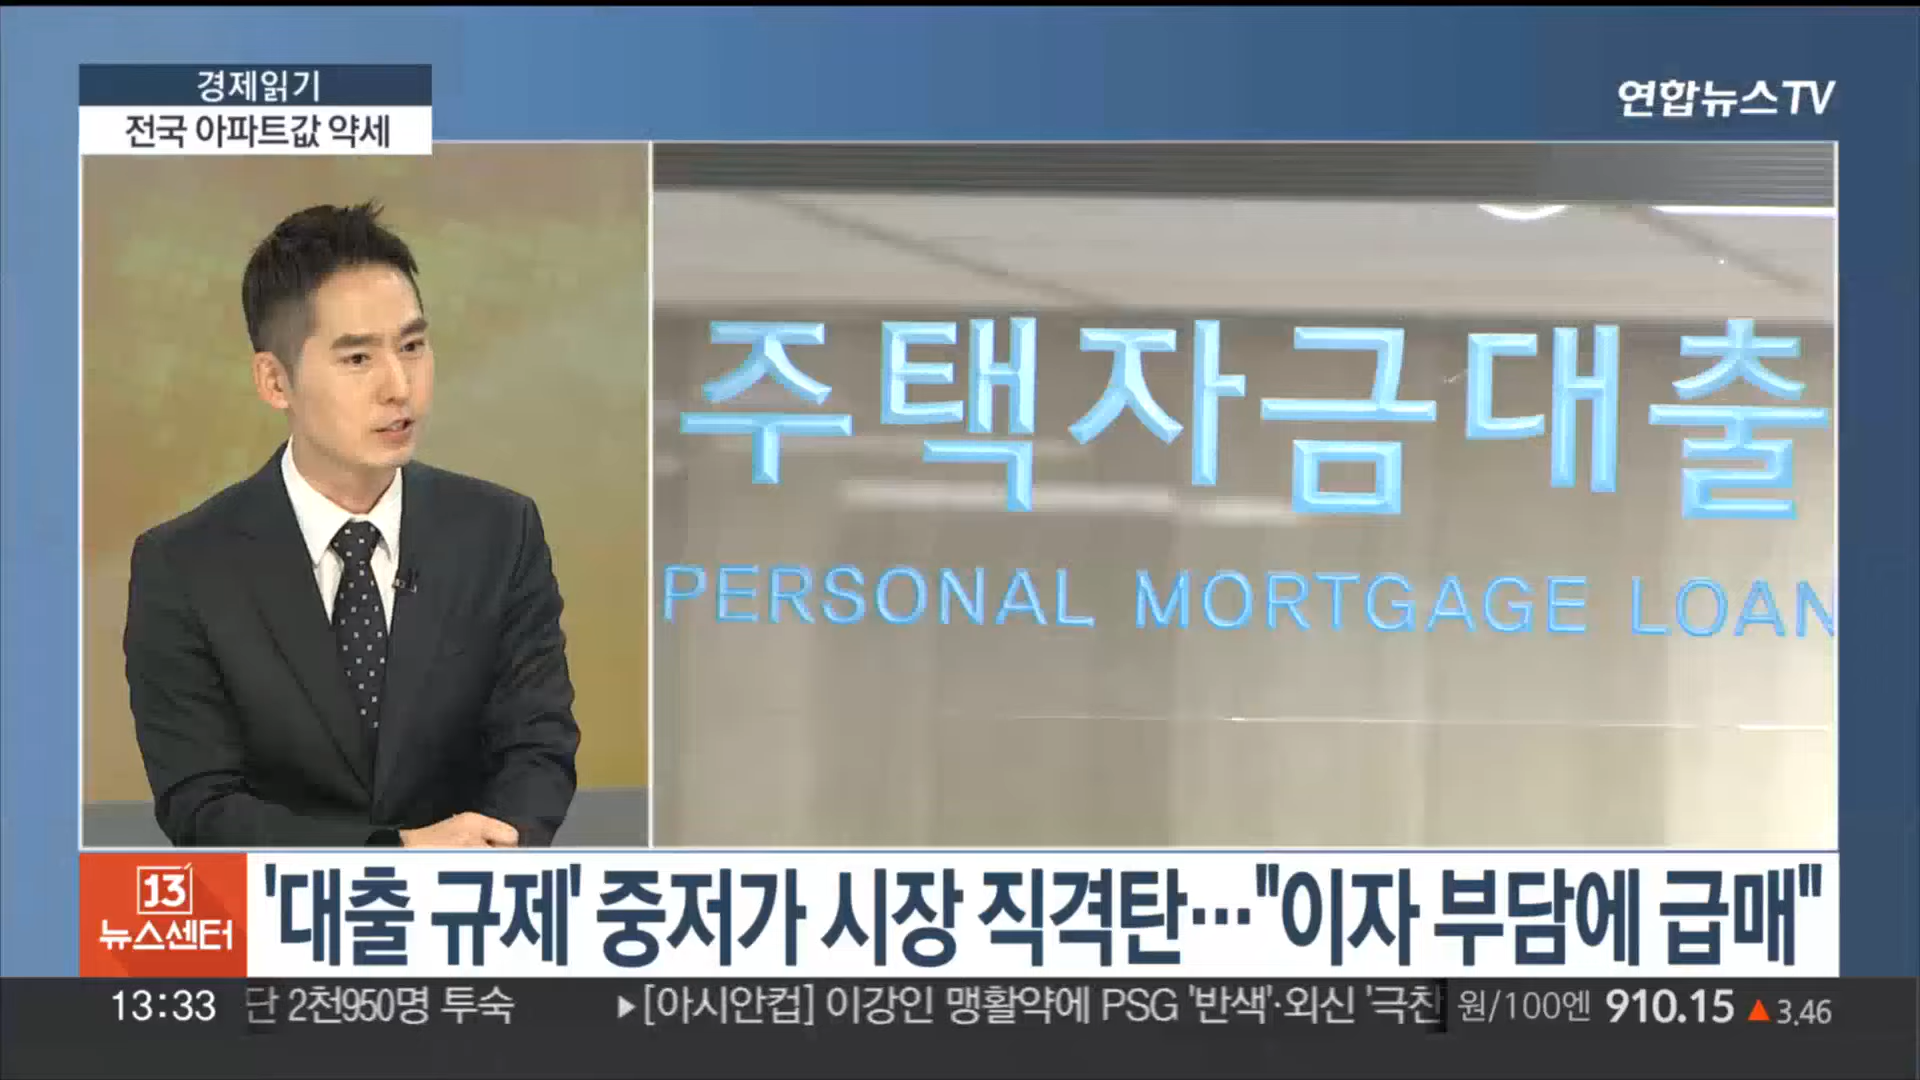 경제읽기
전국 아파트값 약세
연합뉴스TV
주택자금대출
PERSONAL MORTGAGE LOAN
13
뉴스센터
'대출 규제' 중저가 시장 직격탄…"이자 부담에 급매"
13:33 단 2천950명 투숙 ▶[아시안컵] 이강인 맹활약에 PSG '반색'·외신 '극찬 원/100엔 910.15 ▲3.46